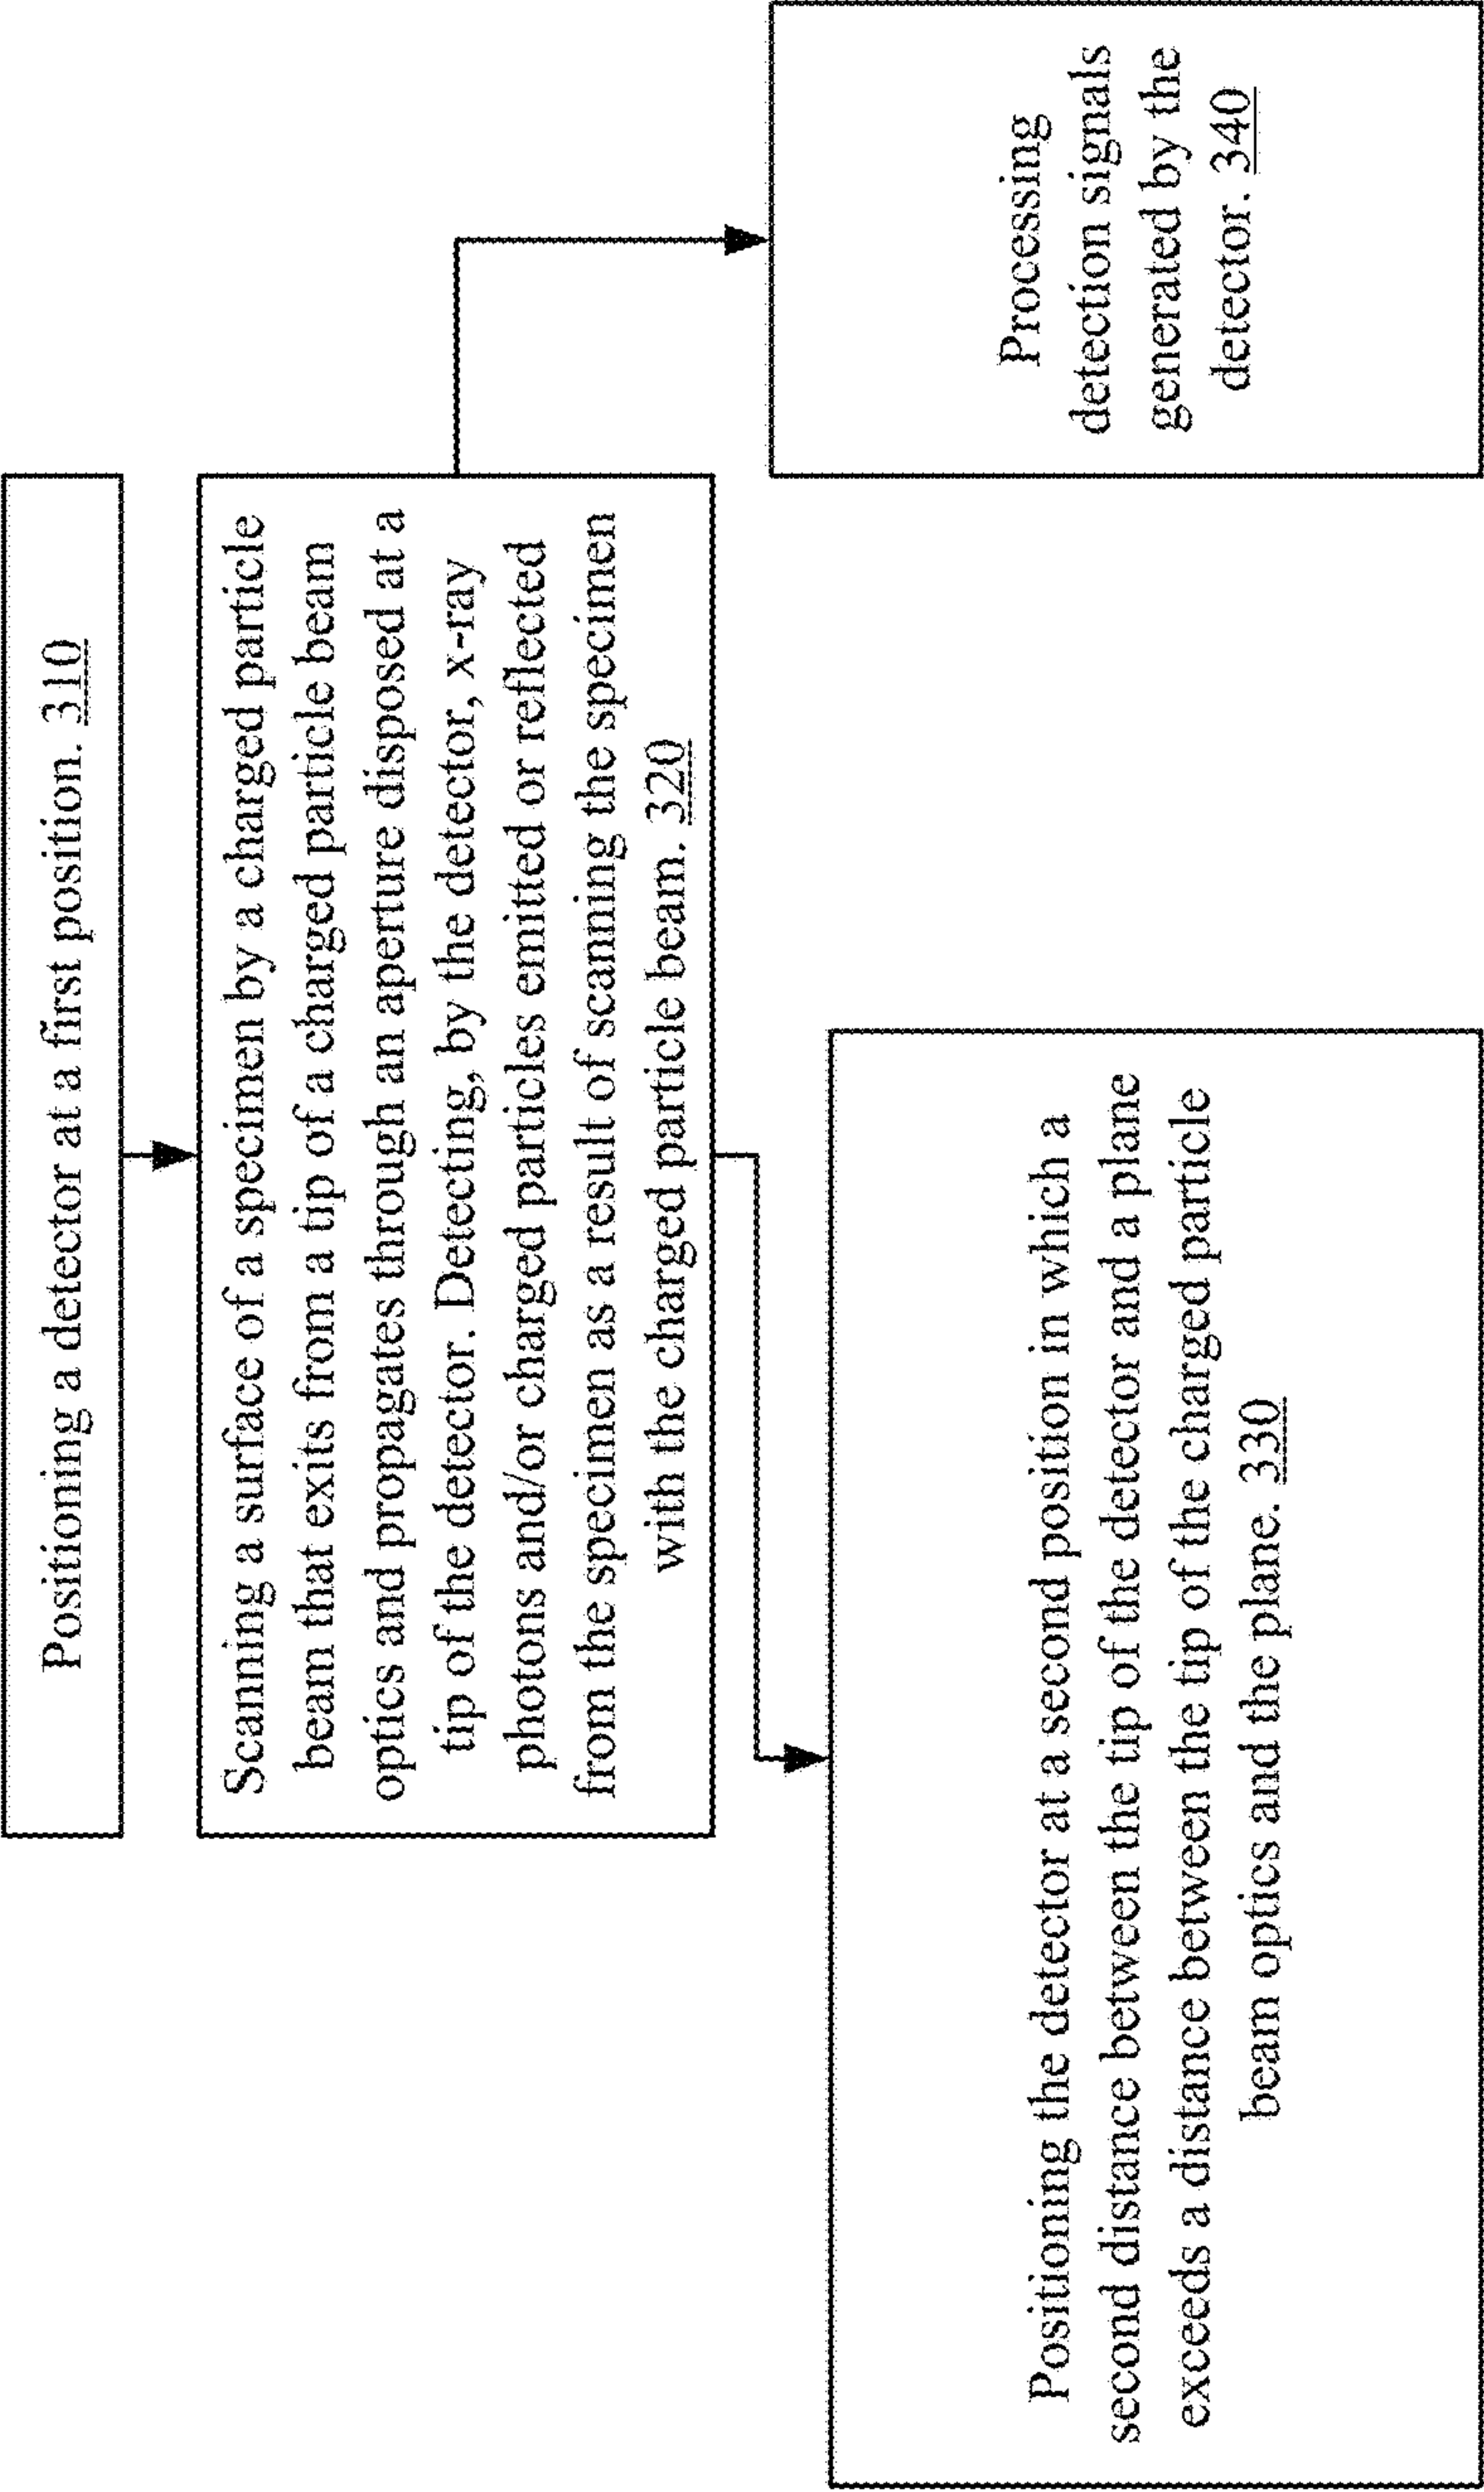 Positioning a detector at a first position. 310
Scanning a surface of a specimen by a charged particle
beam that exits from a tip of a charged particle beam
optics and propagates through an aperture disposed at a
tip of the detector. Detecting, by the detector, x-ray
photons and/or charged particles emitted or reflected
from the specimen as a result of scanning the specimen
with the charged particle beam. 320
Positioning the detector at a second position in which a
second distance between the tip of the detector and a plane
exceeds a distance between the tip of the charged particle
beam optics and the plane. 330
Processing
detection signals
generated by the
detector. 340